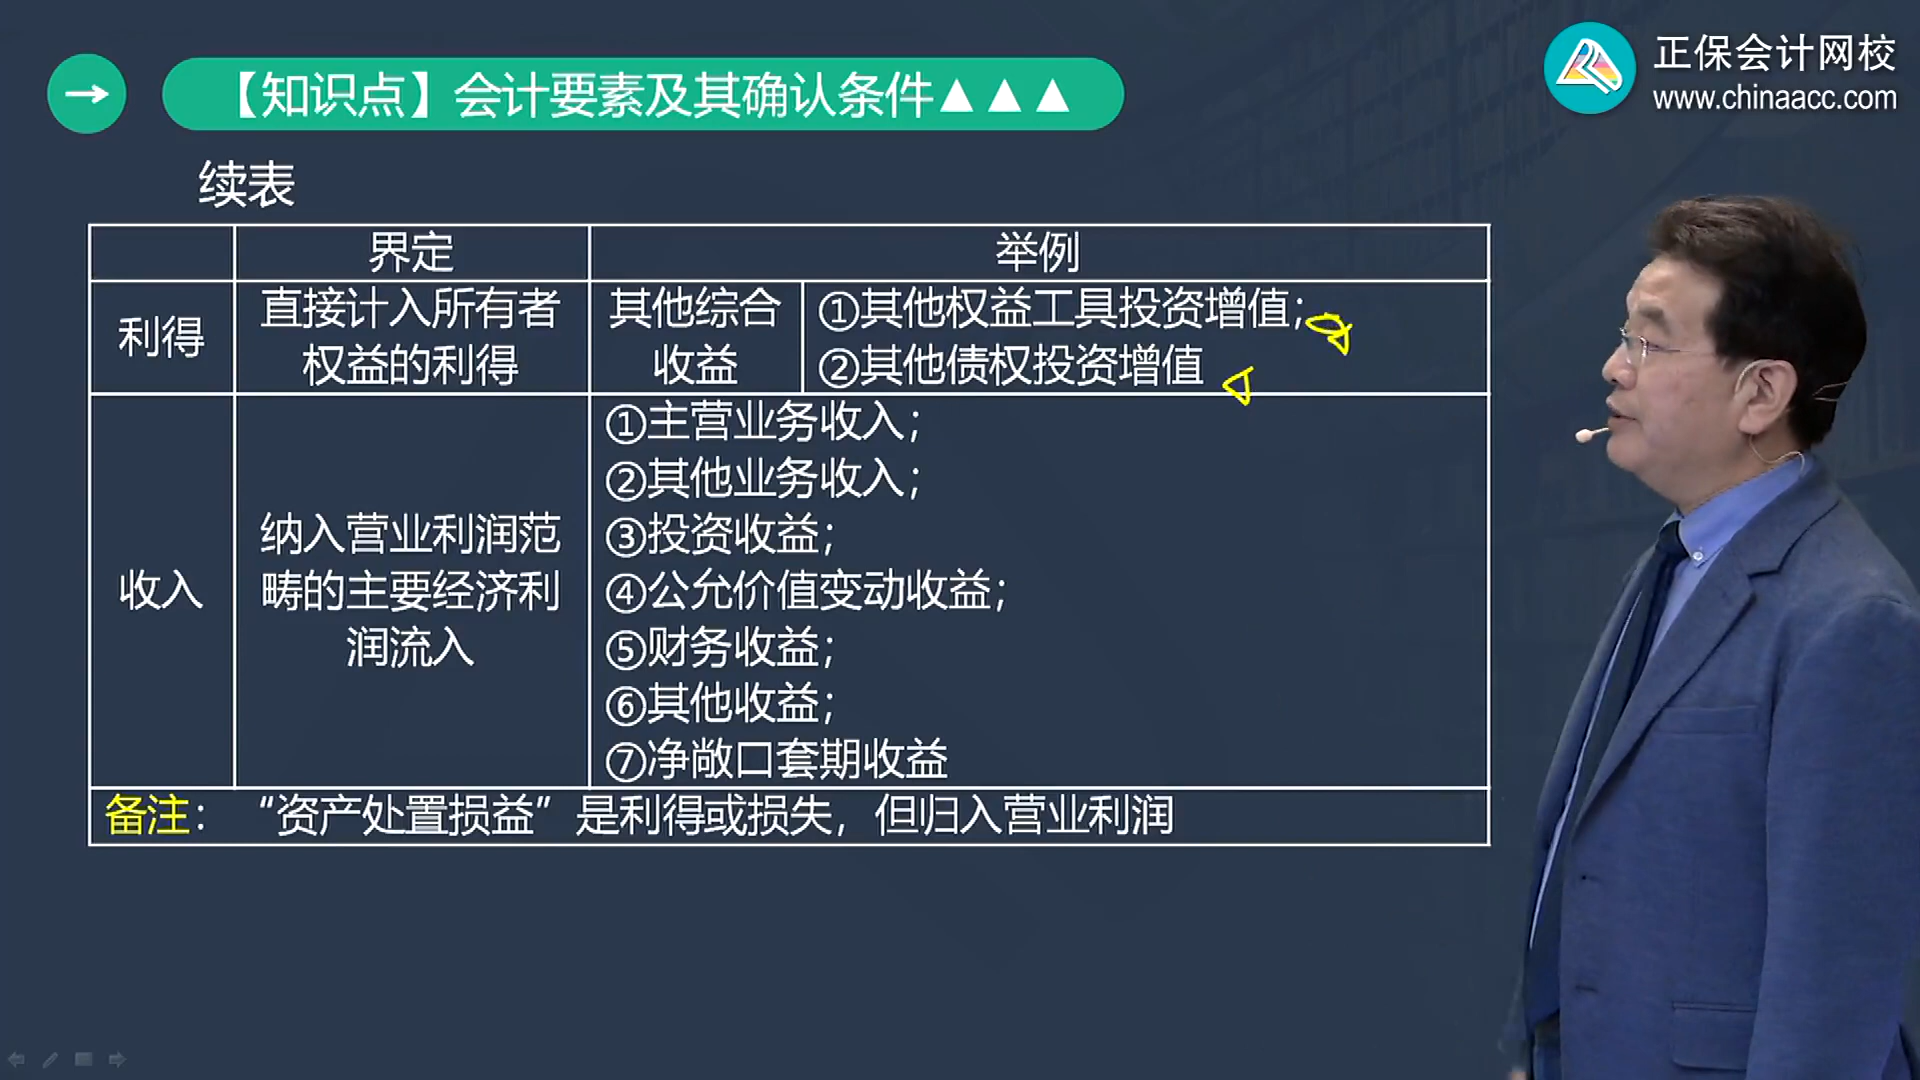 【知识点】会计要素及其确认条件▲▲▲
正保会计网校
www.chinaacc.com
续表
界定
举例
利得
直接计入所有者
权益的利得
其他综合
收益
①其他权益工具投资增值；
②其他债权投资增值
收入
纳入营业利润范
畴的主要经济利
润流入
①主营业务收入；
②其他业务收入；
③投资收益；
④公允价值变动收益；
⑤财务收益；
⑥其他收益；
⑦净敞口套期收益
备注：“资产处置损益”是利得或损失，但归入营业利润